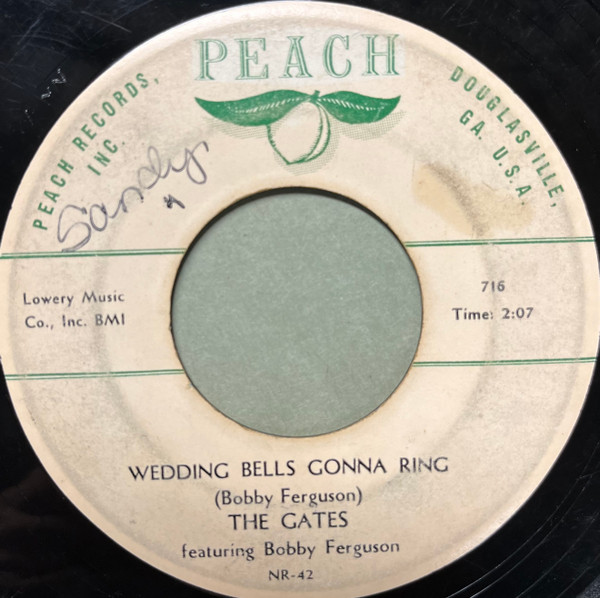 PEACH
PEACH RECORDS,
INC
DOUGLASVILLE,
GA. U.S.A.
Sandy
Lowery Music
Co., Inc. BMI
716
Time: 2:07
WEDDING BELLS GONNA RING
(Bobby Ferguson)
THE GATES
featuring Bobby Ferguson
NR-42